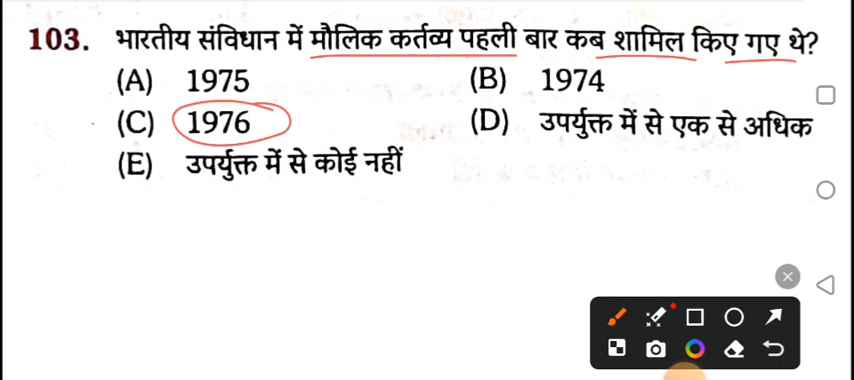 103. भारतीय संविधान में मौलिक कर्तव्य पहली बार कब शामिल किए गए थे?
(A) 1975 (B) 1974
(C) 1976 (D) उपर्युक्त में से एक से अधिक
(E) उपर्युक्त में से कोई नहीं